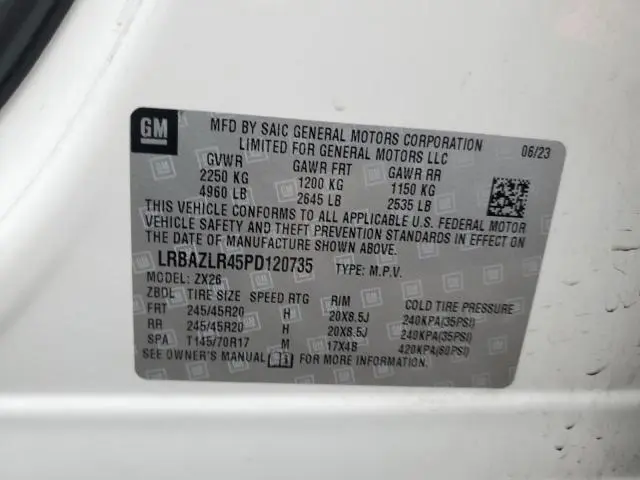 GM
MFD BY SAIC GENERAL MOTORS CORPORATION
LIMITED FOR GENERAL MOTORS LLC
06/23
GVWR GAWR FRT GAWR RR
2250 KG 1200 KG 1150 KG
4960 LB 2645 LB 2535 LB
THIS VEHICLE CONFORMS TO ALL APPLICABLE U.S. FEDERAL MOTOR
VEHICLE SAFETY AND THEFT PREVENTION STANDARDS IN EFFECT ON
THE DATE OF MANUFACTURE SHOWN ABOVE.
LRBAZLR45PD120735 TYPE: M.P.V.
MODEL: ZX26
ZBDL TIRE SIZE SPEED RTG RIM COLD TIRE PRESSURE
FRT 245/45R20 H 20X8.5J 240KPA(35PSI)
RR 245/45R20 H 20X8.5J 240KPA(35PSI)
SPA T145/70R17 M 17X4B 420KPA(60PSI)
SEE OWNER'S MANUAL FOR MORE INFORMATION.